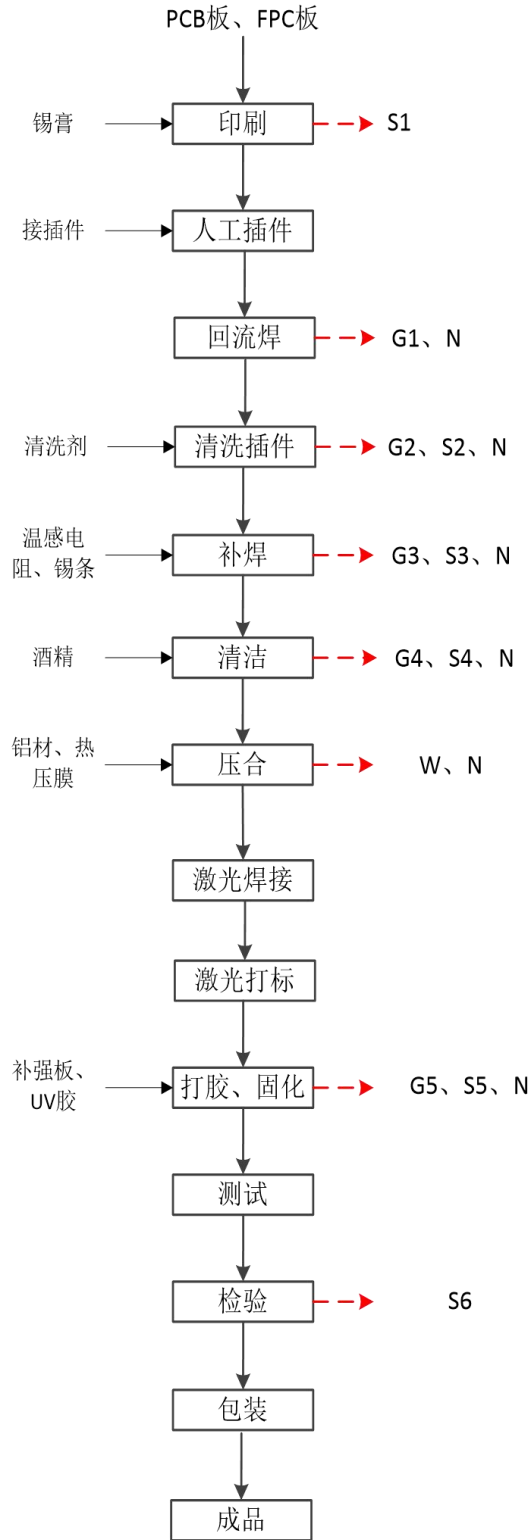 PCB板、FPC板
锡膏
印刷
S1
接插件
人工插件
回流焊
G1、N
清洗剂
清洗插件
G2、S2、N
温感电
阻、锡条
补焊
G3、S3、N
酒精
清洁
G4、S4、N
铝材、热
压膜
压合
W、N
激光焊接
激光打标
补强板、
UV胶
打胶、固化
G5、S5、N
测试
检验
S6
包装
成品